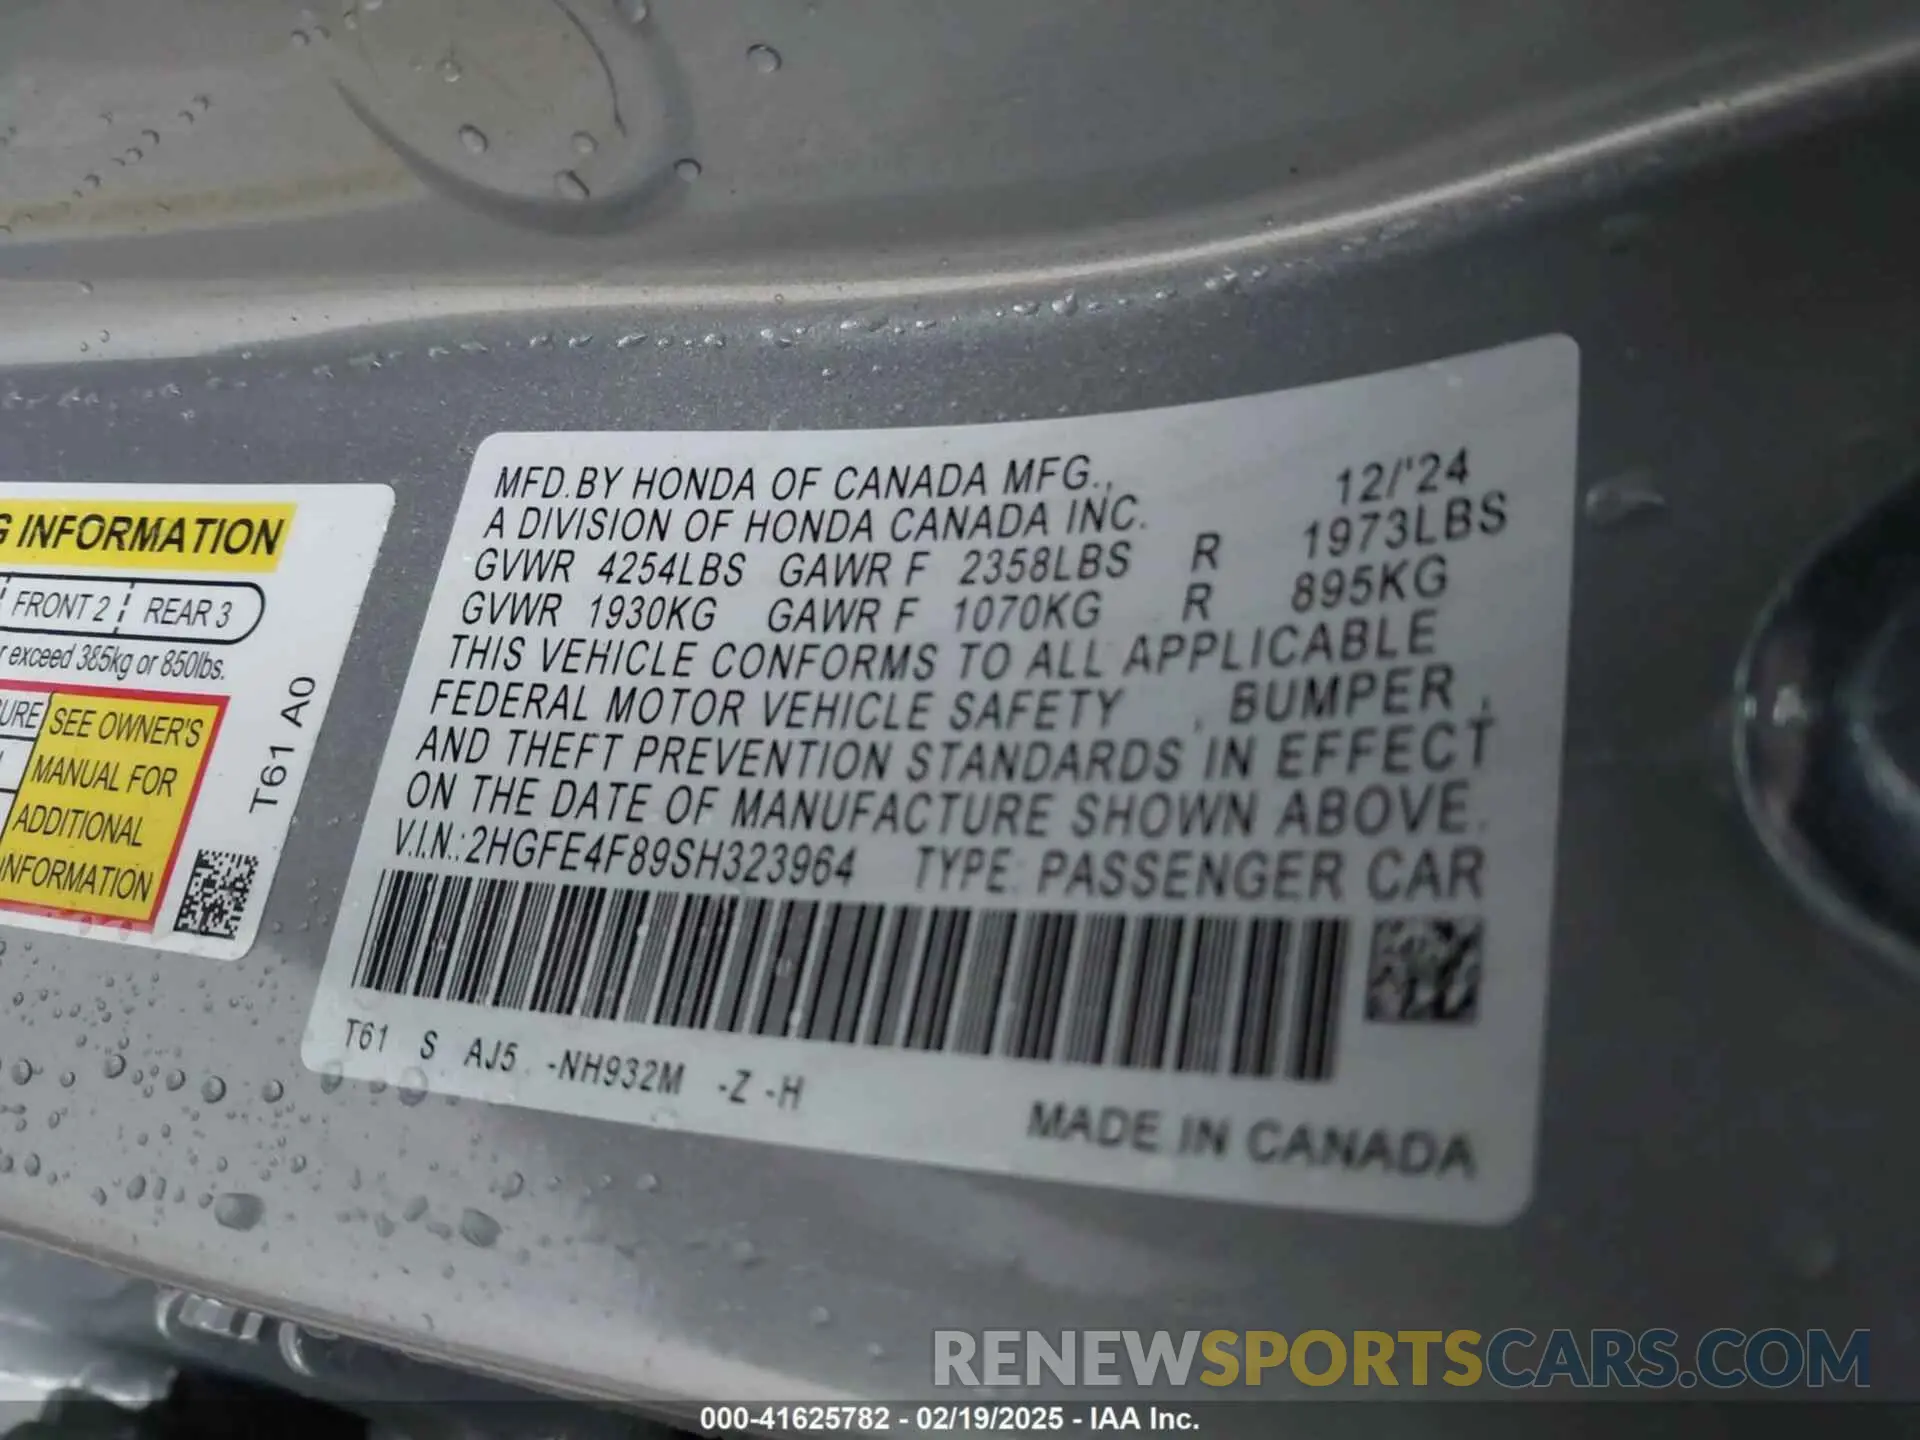 G INFORMATION
FRONT 2 REAR 3
r exceed 385kg or 850lbs.
URE SEE OWNER'S
MANUAL FOR
ADDITIONAL
INFORMATION
T61 A0
MFD.BY HONDA OF CANADA MFG., 12/'24
A DIVISION OF HONDA CANADA INC.
GVWR 4254LBS GAWR F 2358LBS R 1973LBS
GVWR 1930KG GAWR F 1070KG R 895KG
THIS VEHICLE CONFORMS TO ALL APPLICABLE
FEDERAL MOTOR VEHICLE SAFETY , BUMPER ,
AND THEFT PREVENTION STANDARDS IN EFFECT
ON THE DATE OF MANUFACTURE SHOWN ABOVE.
V.I.N.:2HGFE4F89SH323964 TYPE: PASSENGER CAR
T61 S AJ5 -NH932M -Z -H
MADE IN CANADA
RENEWSPORTSCARS.COM
000-41625782 - 02/19/2025 - IAA Inc.